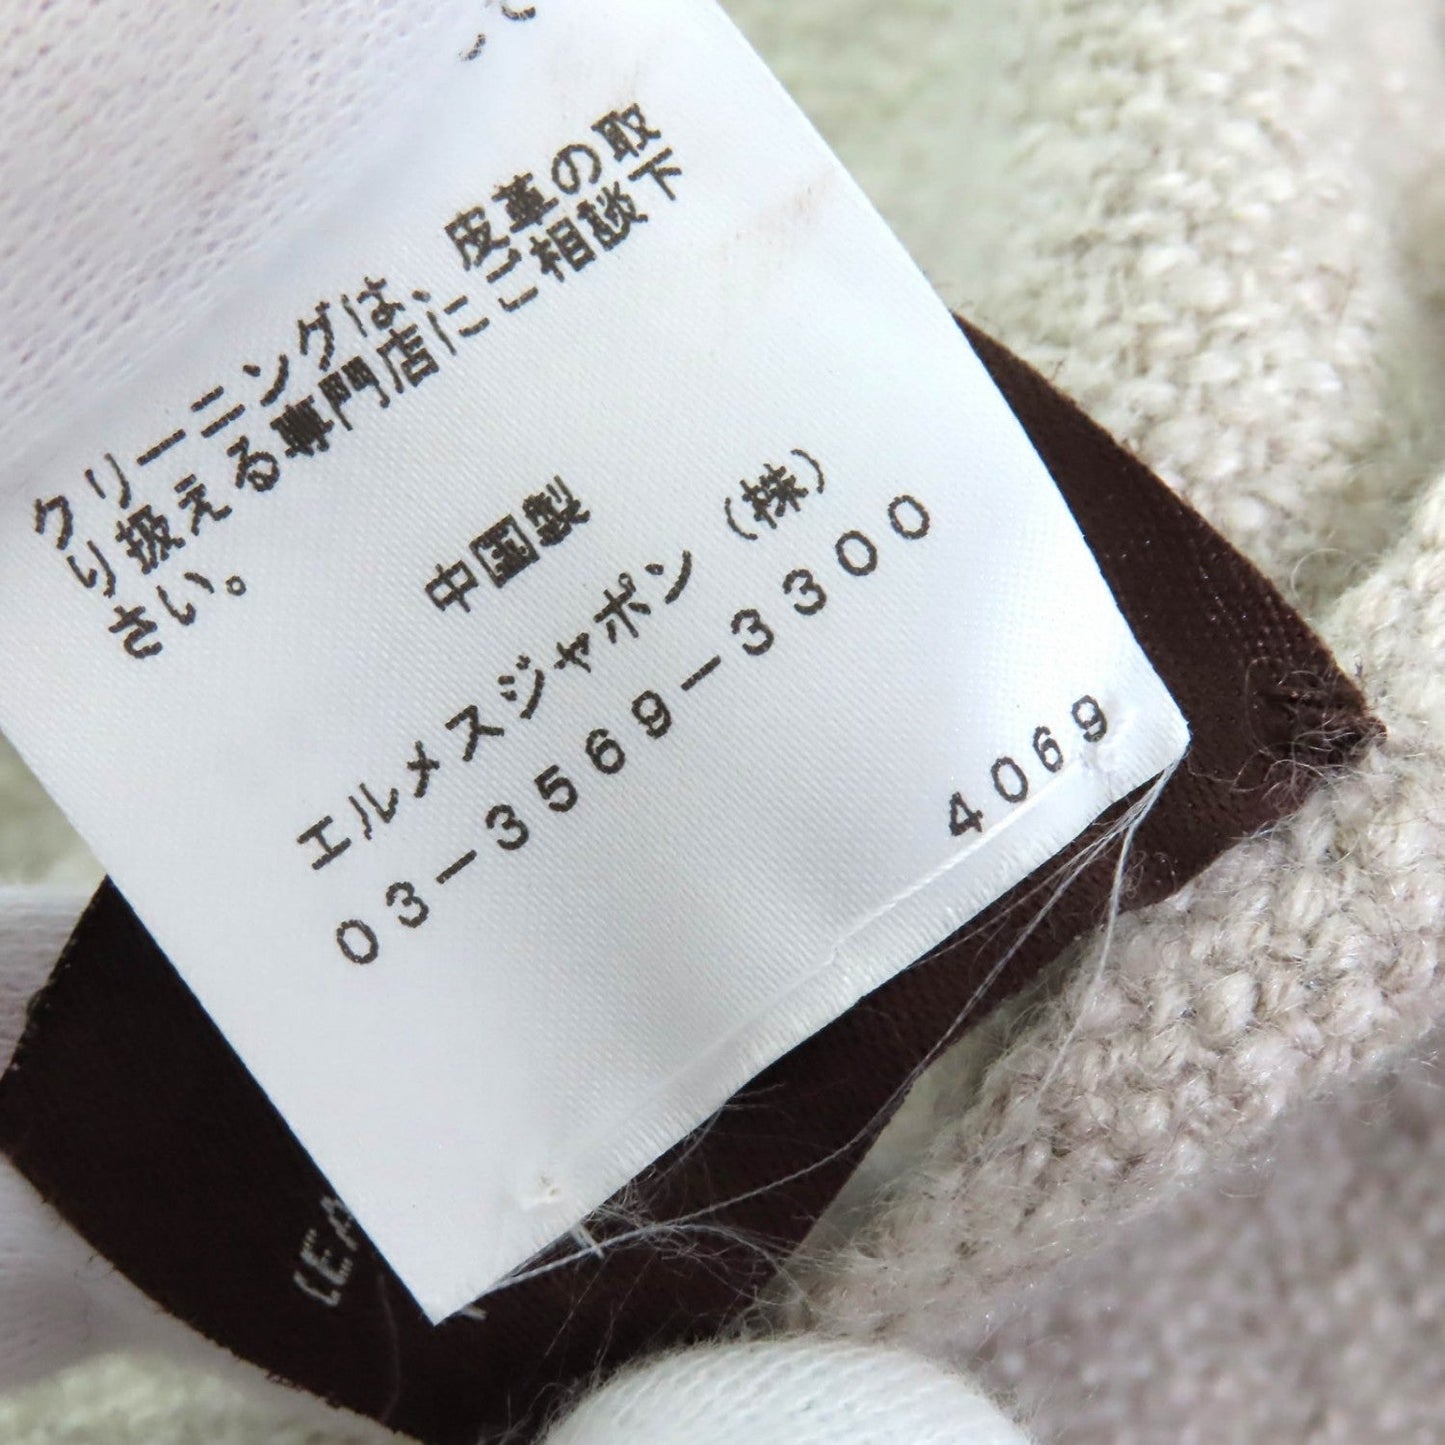 クリーニングは、皮革の取
り扱える専門店にご相談下
さい。
中国製
エルメスジャポン（株）
03-3569-3300
4069